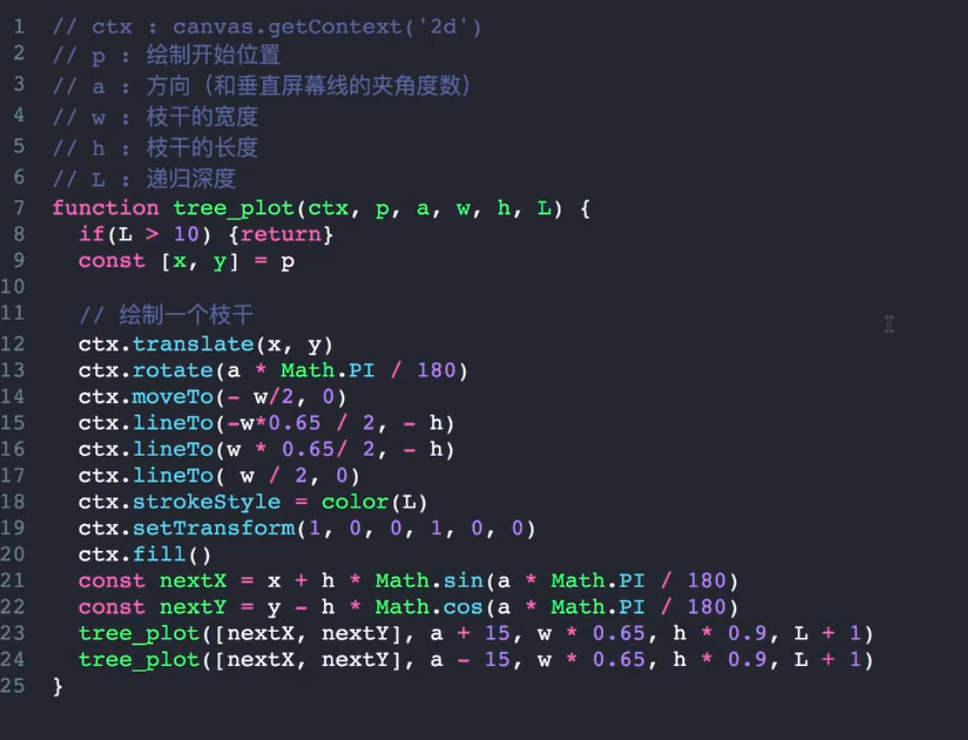 1 // ctx : canvas.getContext('2d')
2 // p : 绘制开始位置
3 // a : 方向（和垂直屏幕线的夹角度数）
4 // w : 枝干的宽度
5 // h : 枝干的长度
6 // L : 递归深度
7 function tree_plot(ctx, p, a, w, h, L) {
8   if(L > 10) {return}
9   const [x, y] = p
10
11   // 绘制一个枝干
12   ctx.translate(x, y)
13   ctx.rotate(a * Math.PI / 180)
14   ctx.moveTo(- w/2, 0)
15   ctx.lineTo(-w*0.65 / 2, - h)
16   ctx.lineTo(w * 0.65/ 2, - h)
17   ctx.lineTo( w / 2, 0)
18   ctx.strokeStyle = color(L)
19   ctx.setTransform(1, 0, 0, 1, 0, 0)
20   ctx.fill()
21   const nextX = x + h * Math.sin(a * Math.PI / 180)
22   const nextY = y - h * Math.cos(a * Math.PI / 180)
23   tree_plot([nextX, nextY], a + 15, w * 0.65, h * 0.9, L + 1)
24   tree_plot([nextX, nextY], a - 15, w * 0.65, h * 0.9, L + 1)
25 }